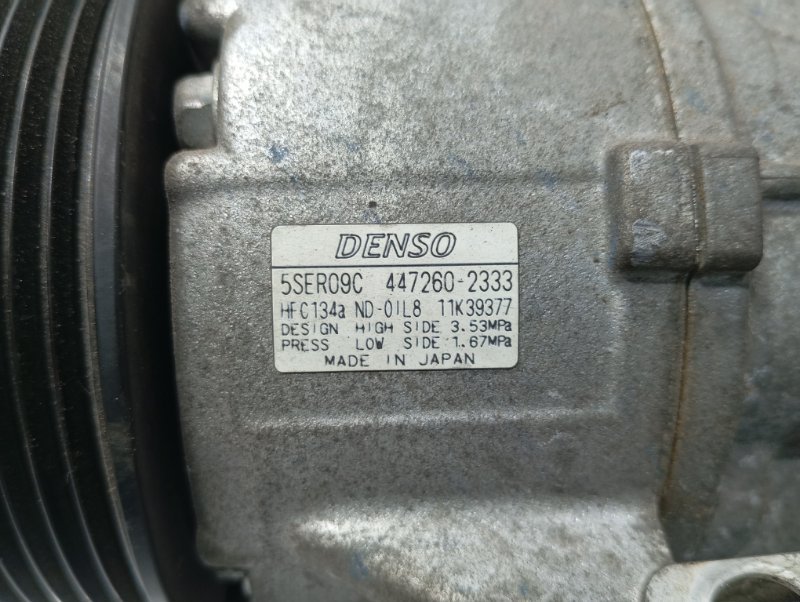 DENSO
5SER09C 447260-2333
HFC134a ND-OIL8 11K39377
DESIGN HIGH SIDE 3.53MPa
PRESS LOW SIDE 1.67MPa
MADE IN JAPAN